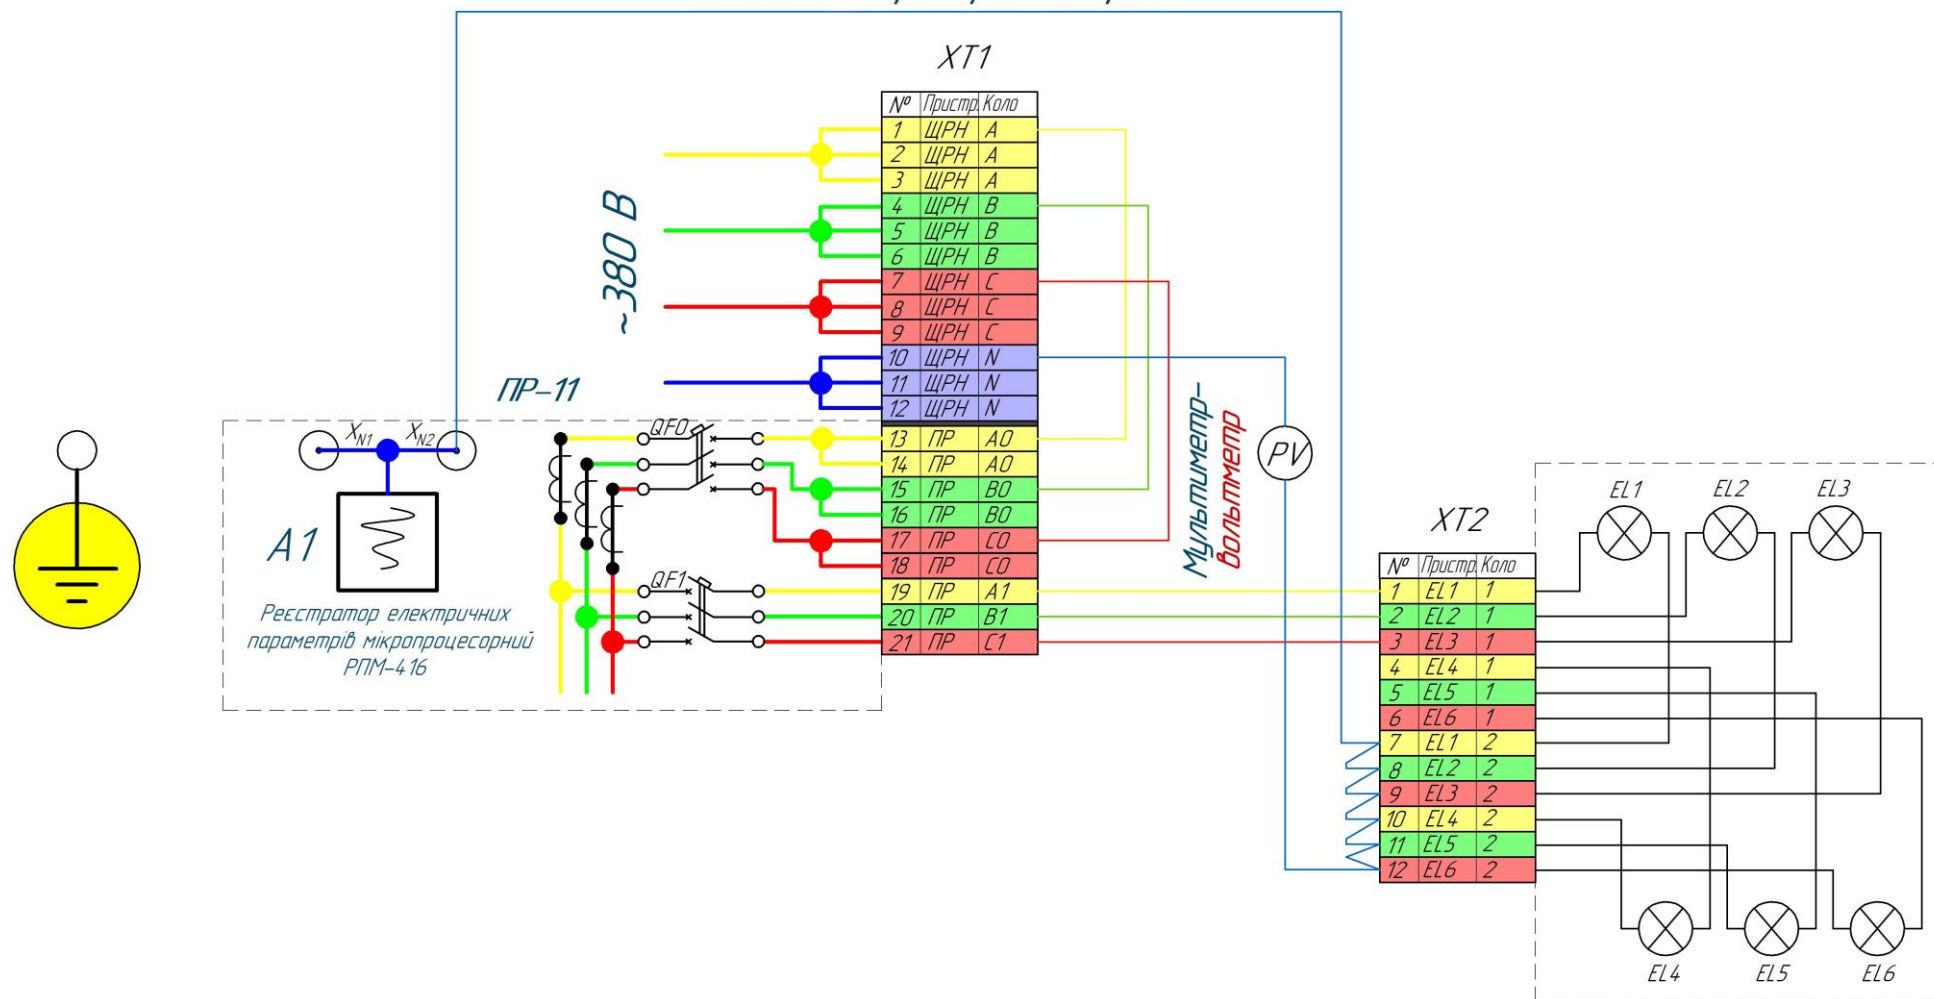 XT1
№ Пристр. Коло
1 ЩРН A
2 ЩРН A
3 ЩРН A
4 ЩРН B
5 ЩРН B
6 ЩРН B
7 ЩРН C
8 ЩРН C
9 ЩРН C
10 ЩРН N
11 ЩРН N
12 ЩРН N
13 ПР A0
14 ПР A0
15 ПР B0
16 ПР B0
17 ПР C0
18 ПР C0
19 ПР A1
20 ПР B1
21 ПР C1
~380 В
ПР-11
XN1 XN2
QF0
QF1
A1
Реєстратор електричних
параметрів мікропроцесорний
РПМ-416
Мультиметр-
вольтметр
PV
XT2
№ Пристр. Коло
1 EL1 1
2 EL2 1
3 EL3 1
4 EL4 1
5 EL5 1
6 EL6 1
7 EL1 2
8 EL2 2
9 EL3 2
10 EL4 2
11 EL5 2
12 EL6 2
EL1 EL2 EL3
EL4 EL5 EL6